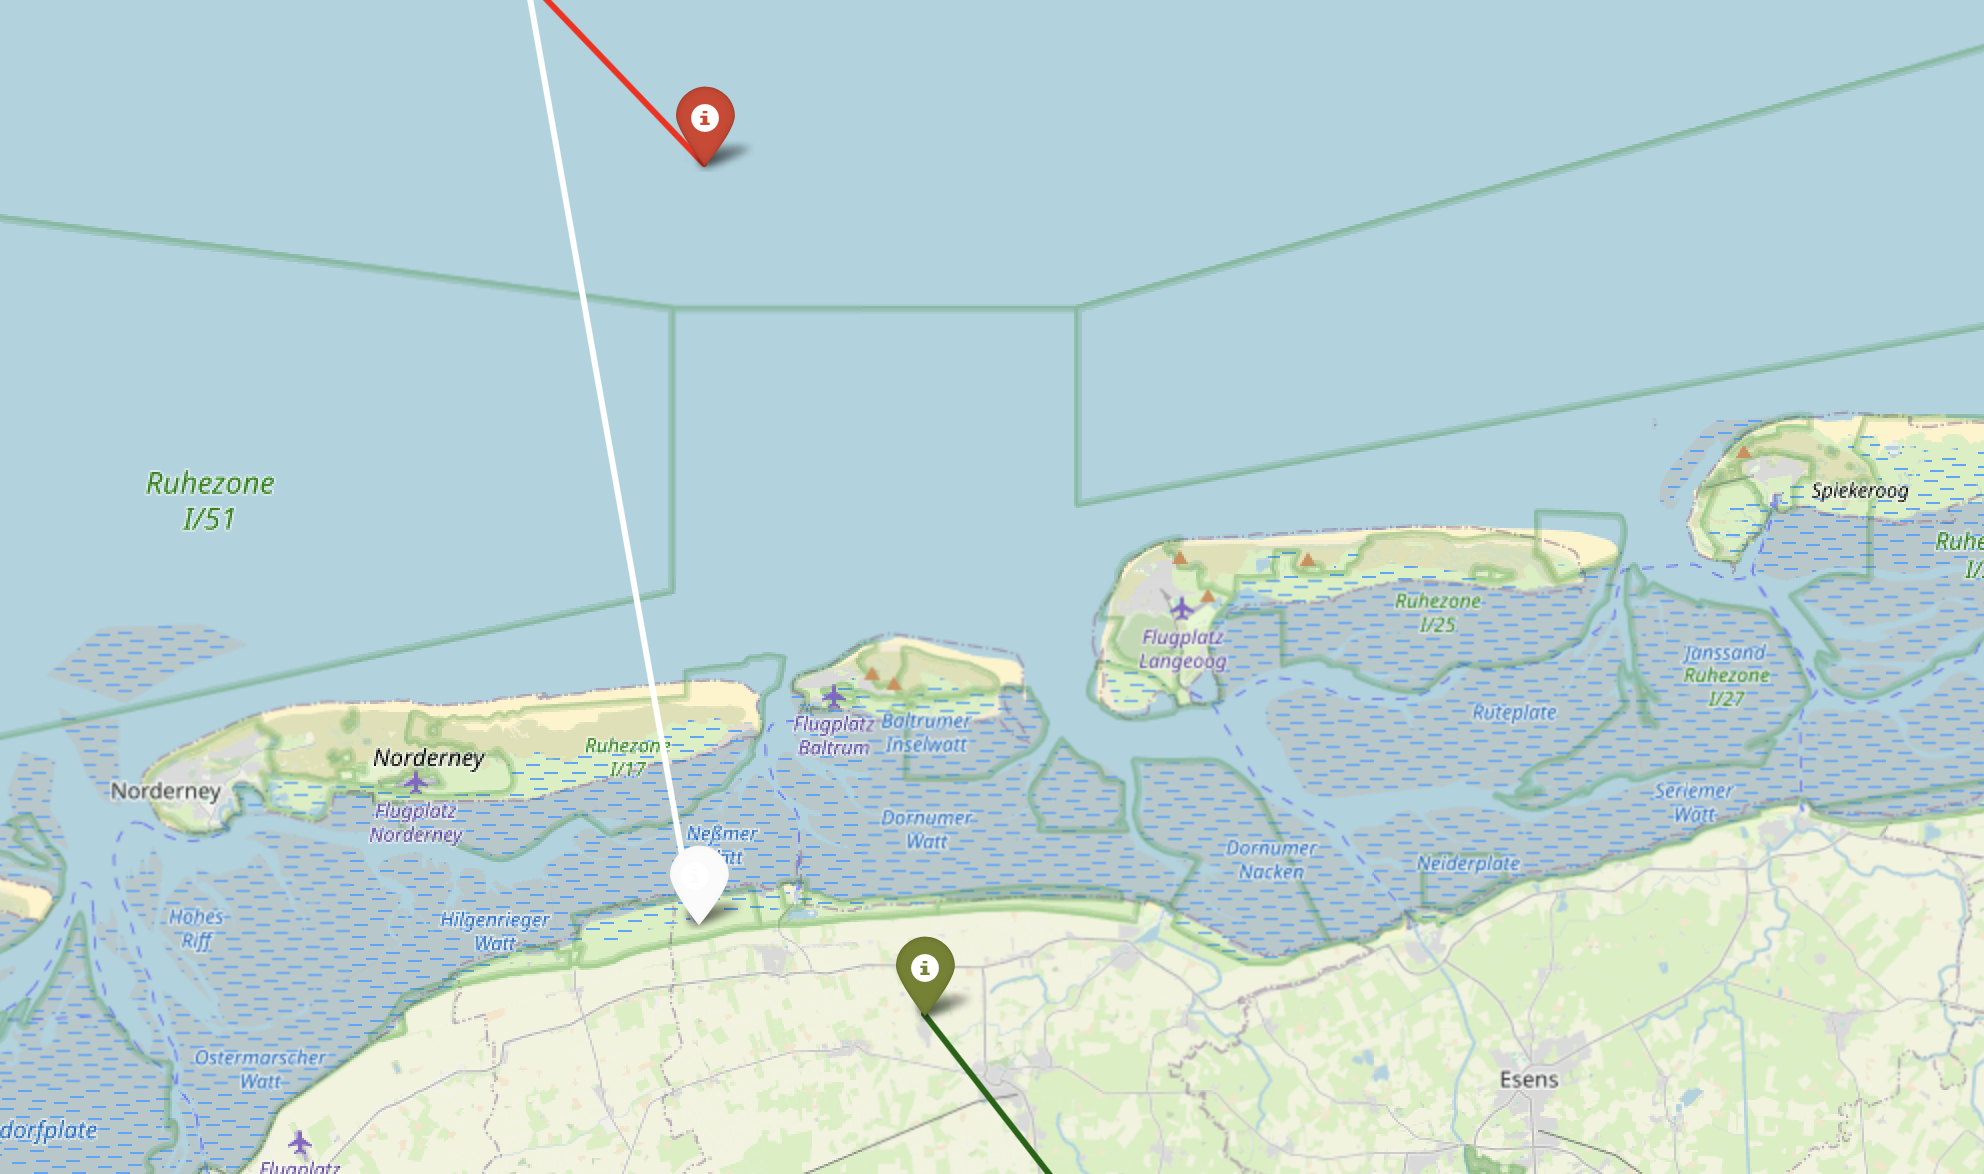 Ruhezone
I/51
Spiekeroog
Ruhe
I/
Ruhezone
I/25
Flugplatz
Langeoog
Janssand
Ruhezone
I/27
Ruteplate
Flugplatz
Baltrum
Baltrumer
Inselwatt
Ruhezone
I/17
Norderney
Norderney
Flugplatz
Norderney
Seriemer
Watt
Neßmer
att
Dornumer
Watt
Dornumer
Nacken
Neiderplate
Hohes
Riff
Hilgenrieger
Watt
i
i
i
Ostermarscher
Watt
Esens
dorfplate
Flugplatz